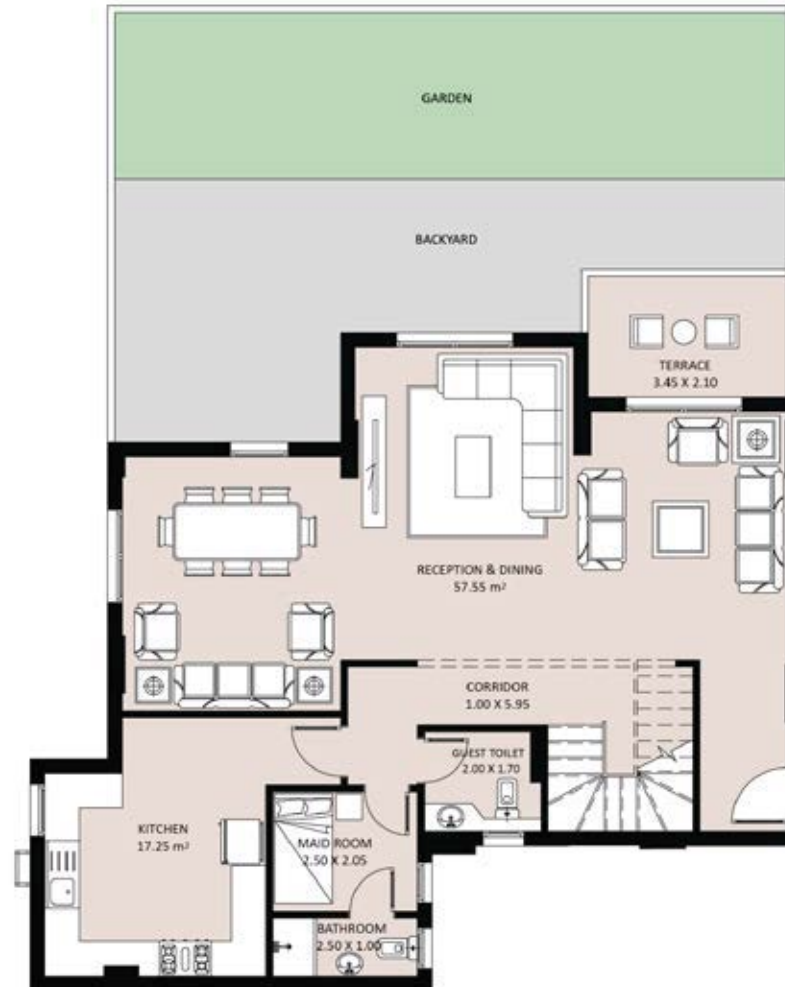 GARDEN
BACKYARD
TERRACE
3.45 X 2.10
RECEPTION & DINING
57.55 m²
CORRIDOR
1.00 X 5.95
GUEST TOILET
2.00 X 1.70
KITCHEN
17.25 m²
MAID ROOM
2.50 X 2.05
BATHROOM
2.50 X 1.00